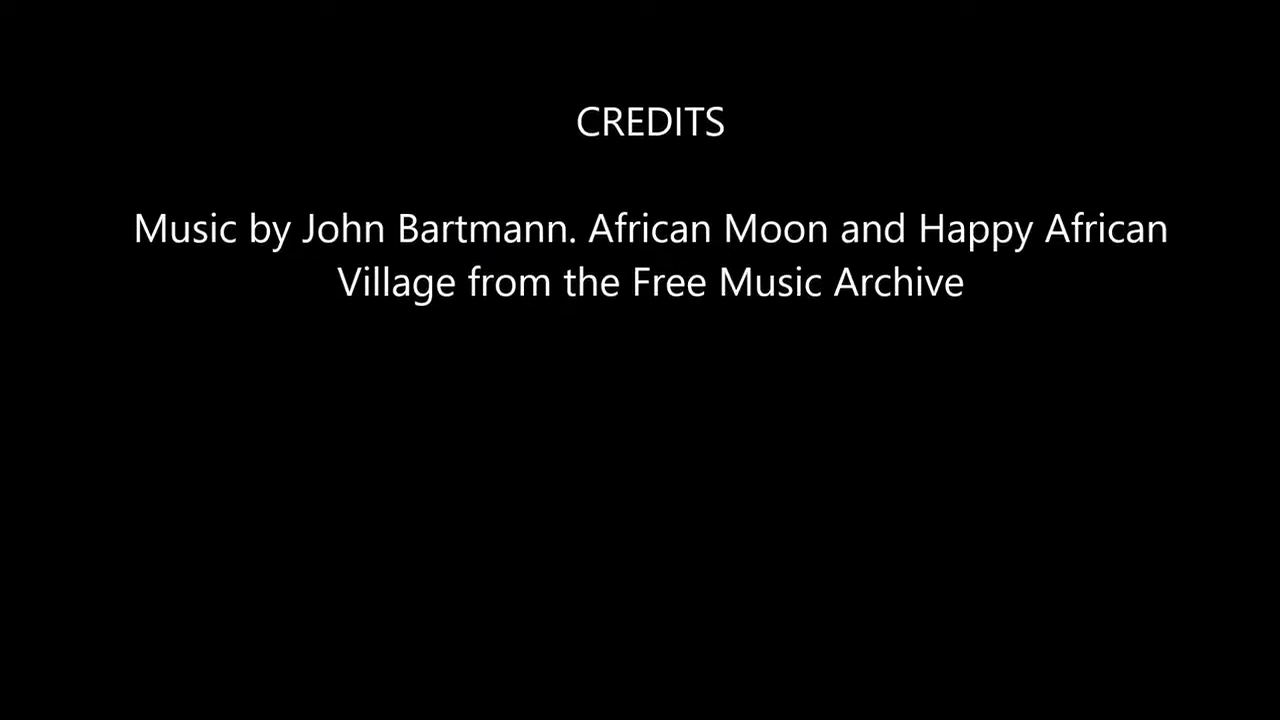 CREDITS
Music by John Bartmann. African Moon and Happy African
Village from the Free Music Archive